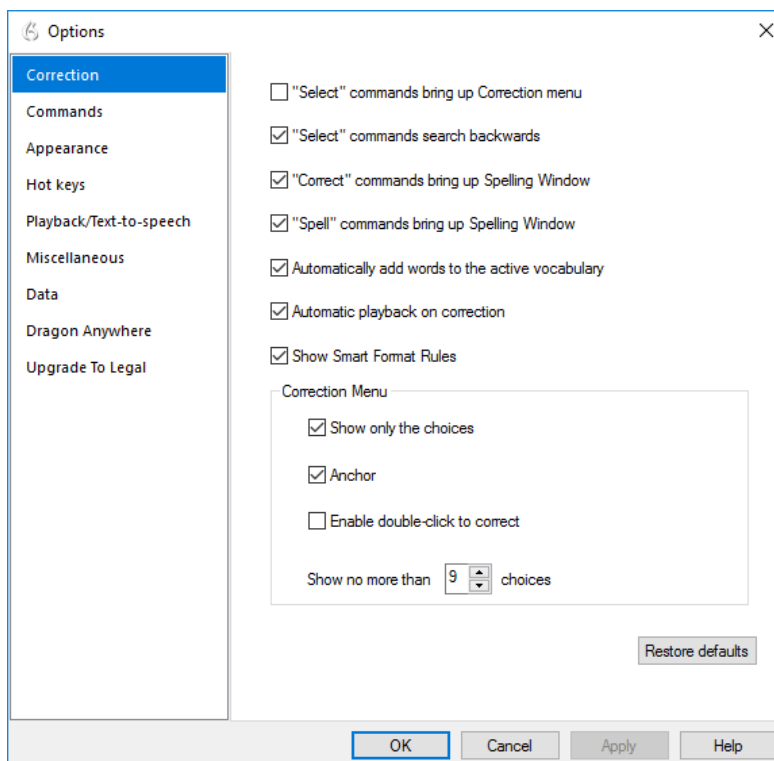 Options
Correction
Commands
Appearance
Hot keys
Playback/Text-to-speech
Miscellaneous
Data
Dragon Anywhere
Upgrade To Legal
"Select" commands bring up Correction menu
"Select" commands search backwards
"Correct" commands bring up Spelling Window
"Spell" commands bring up Spelling Window
Automatically add words to the active vocabulary
Automatic playback on correction
Show Smart Format Rules
Correction Menu
Show only the choices
Anchor
Enable double-click to correct
Show no more than 9 choices
Restore defaults
OK Cancel Apply Help